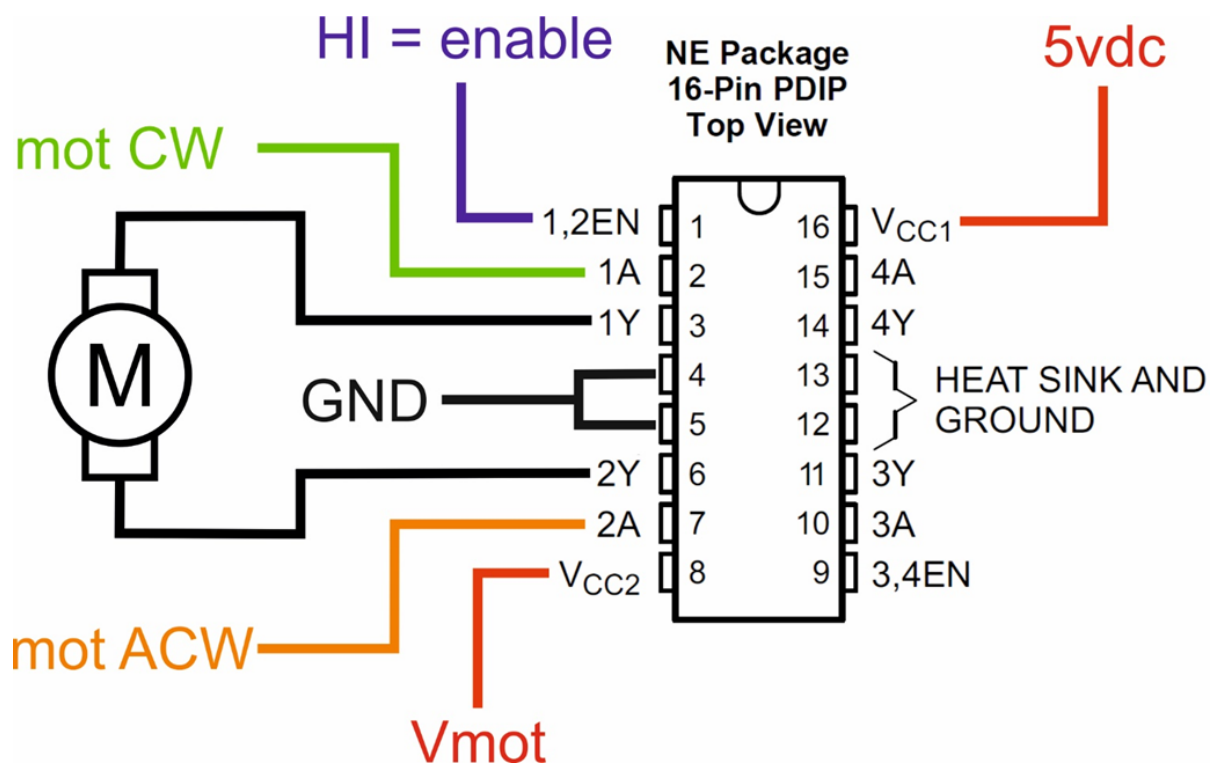 HI = enable
NE Package
16-Pin PDIP
Top View
5vdc
mot CW
1,2EN 1 16 VCC1
1A 2 15 4A
1Y 3 14 4Y
M
GND
4 13
5 12
HEAT SINK AND
GROUND
2Y 6 11 3Y
2A 7 10 3A
VCC2 8 9 3,4EN
mot ACW
Vmot